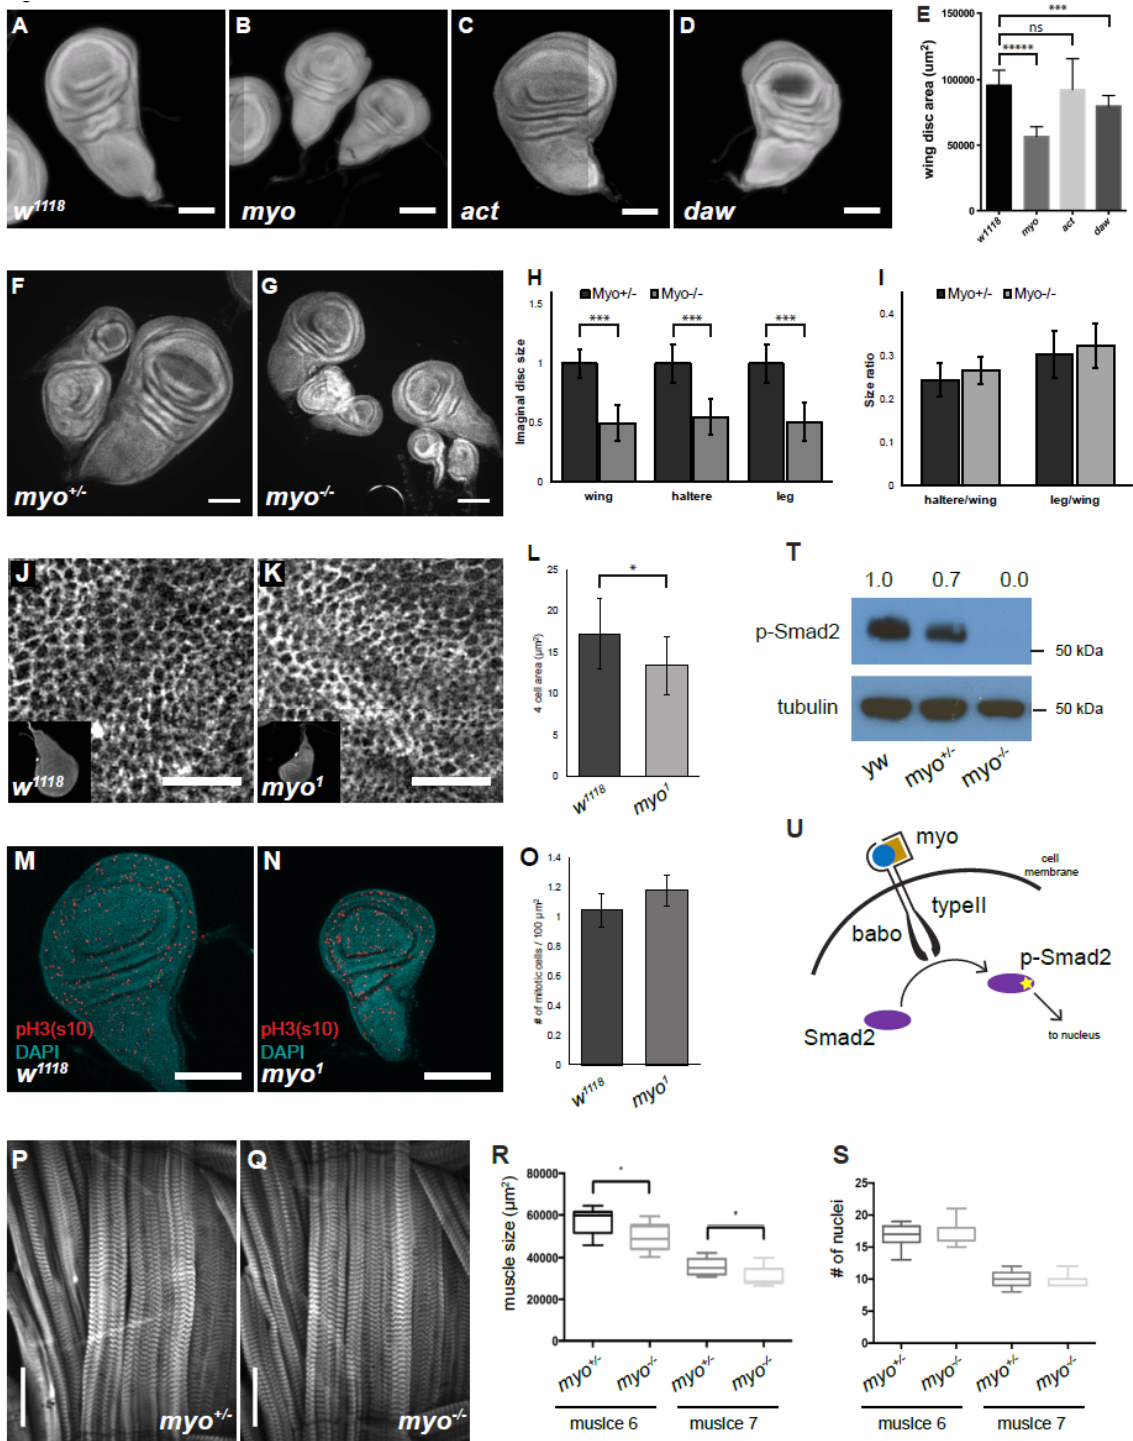 A
w1118
B
myo
C
act
D
daw
E
wing disc area (um2)
150000
100000
50000
0
***
ns
*****
w1118
myo
act
daw
F
myo+/-
G
myo-/-
H
Myo+/-
Myo-/-
Imaginal disc size
1.5
1
0.5
0
***
***
***
wing
haltere
leg
I
Myo+/-
Myo-/-
Size ratio
0.4
0.3
0.2
0.1
0
haltere/wing
leg/wing
J
w1118
K
myo1
L
4 cell area (µm2)
25
20
15
10
5
0
*
w1118
myo1
T
1.0
0.7
0.0
p-Smad2
50 kDa
tubulin
50 kDa
yw
myo+/-
myo-/-
M
pH3(s10)
DAPI
w1118
N
pH3(s10)
DAPI
myo1
O
# of mitotic cells / 100 µm2
1.4
1.2
1
0.8
0.6
0.4
0.2
0
w1118
myo1
U
myo
cell
membrane
typeII
babo
p-Smad2
Smad2
to nucleus
P
myo+/-
Q
myo-/-
R
muscle size (µm2)
80000
60000
40000
20000
0
*
*
myo+/-
myo-/-
myo+/-
myo-/-
muslce 6
muslce 7
S
# of nuclei
25
20
15
10
5
0
myo+/-
myo-/-
myo+/-
myo-/-
muslce 6
muslce 7